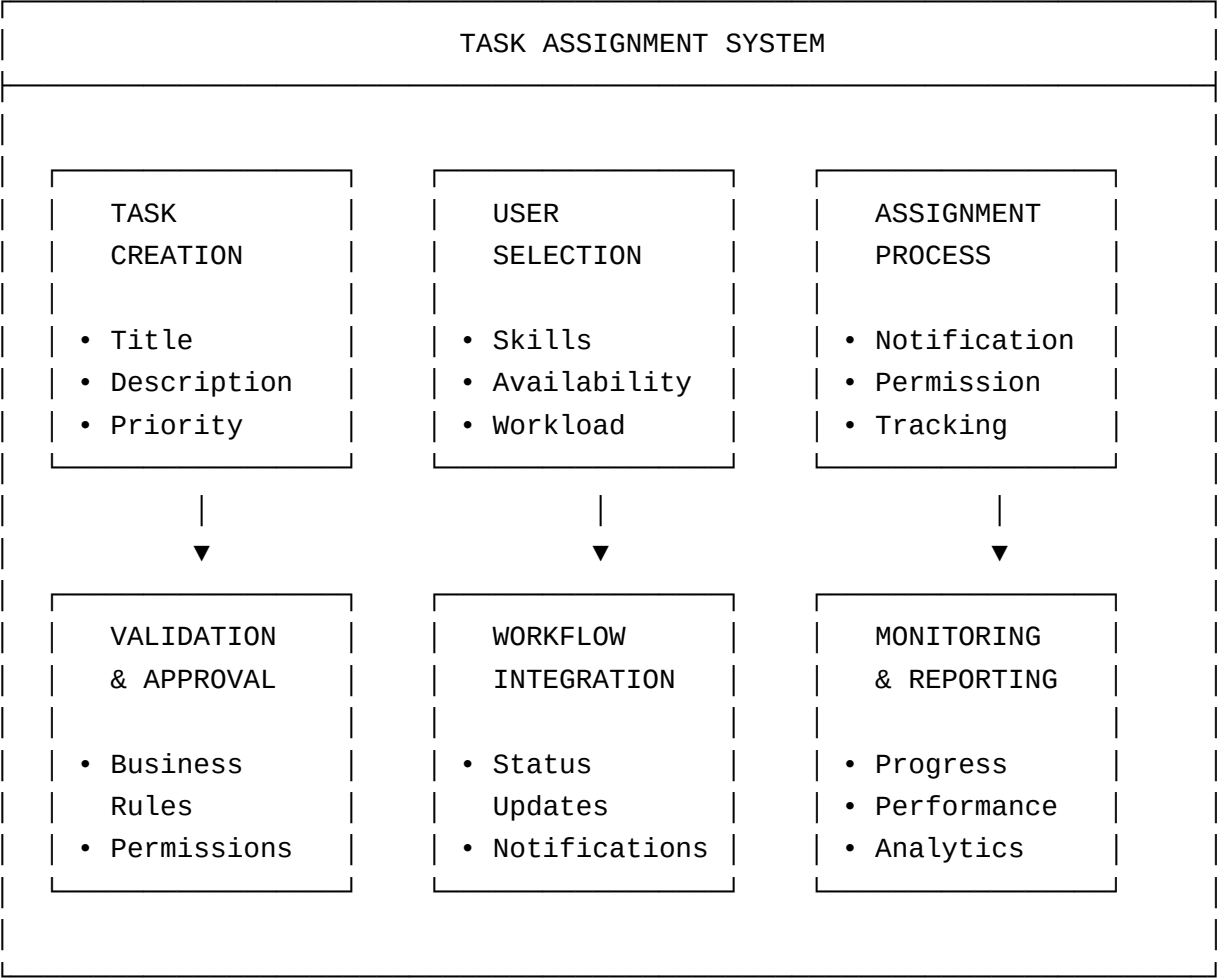 TASK ASSIGNMENT SYSTEM
TASK
CREATION
• Title
• Description
• Priority
USER
SELECTION
• Skills
• Availability
• Workload
ASSIGNMENT
PROCESS
• Notification
• Permission
• Tracking
VALIDATION
& APPROVAL
• Business
Rules
• Permissions
WORKFLOW
INTEGRATION
• Status
Updates
• Notifications
MONITORING
& REPORTING
• Progress
• Performance
• Analytics